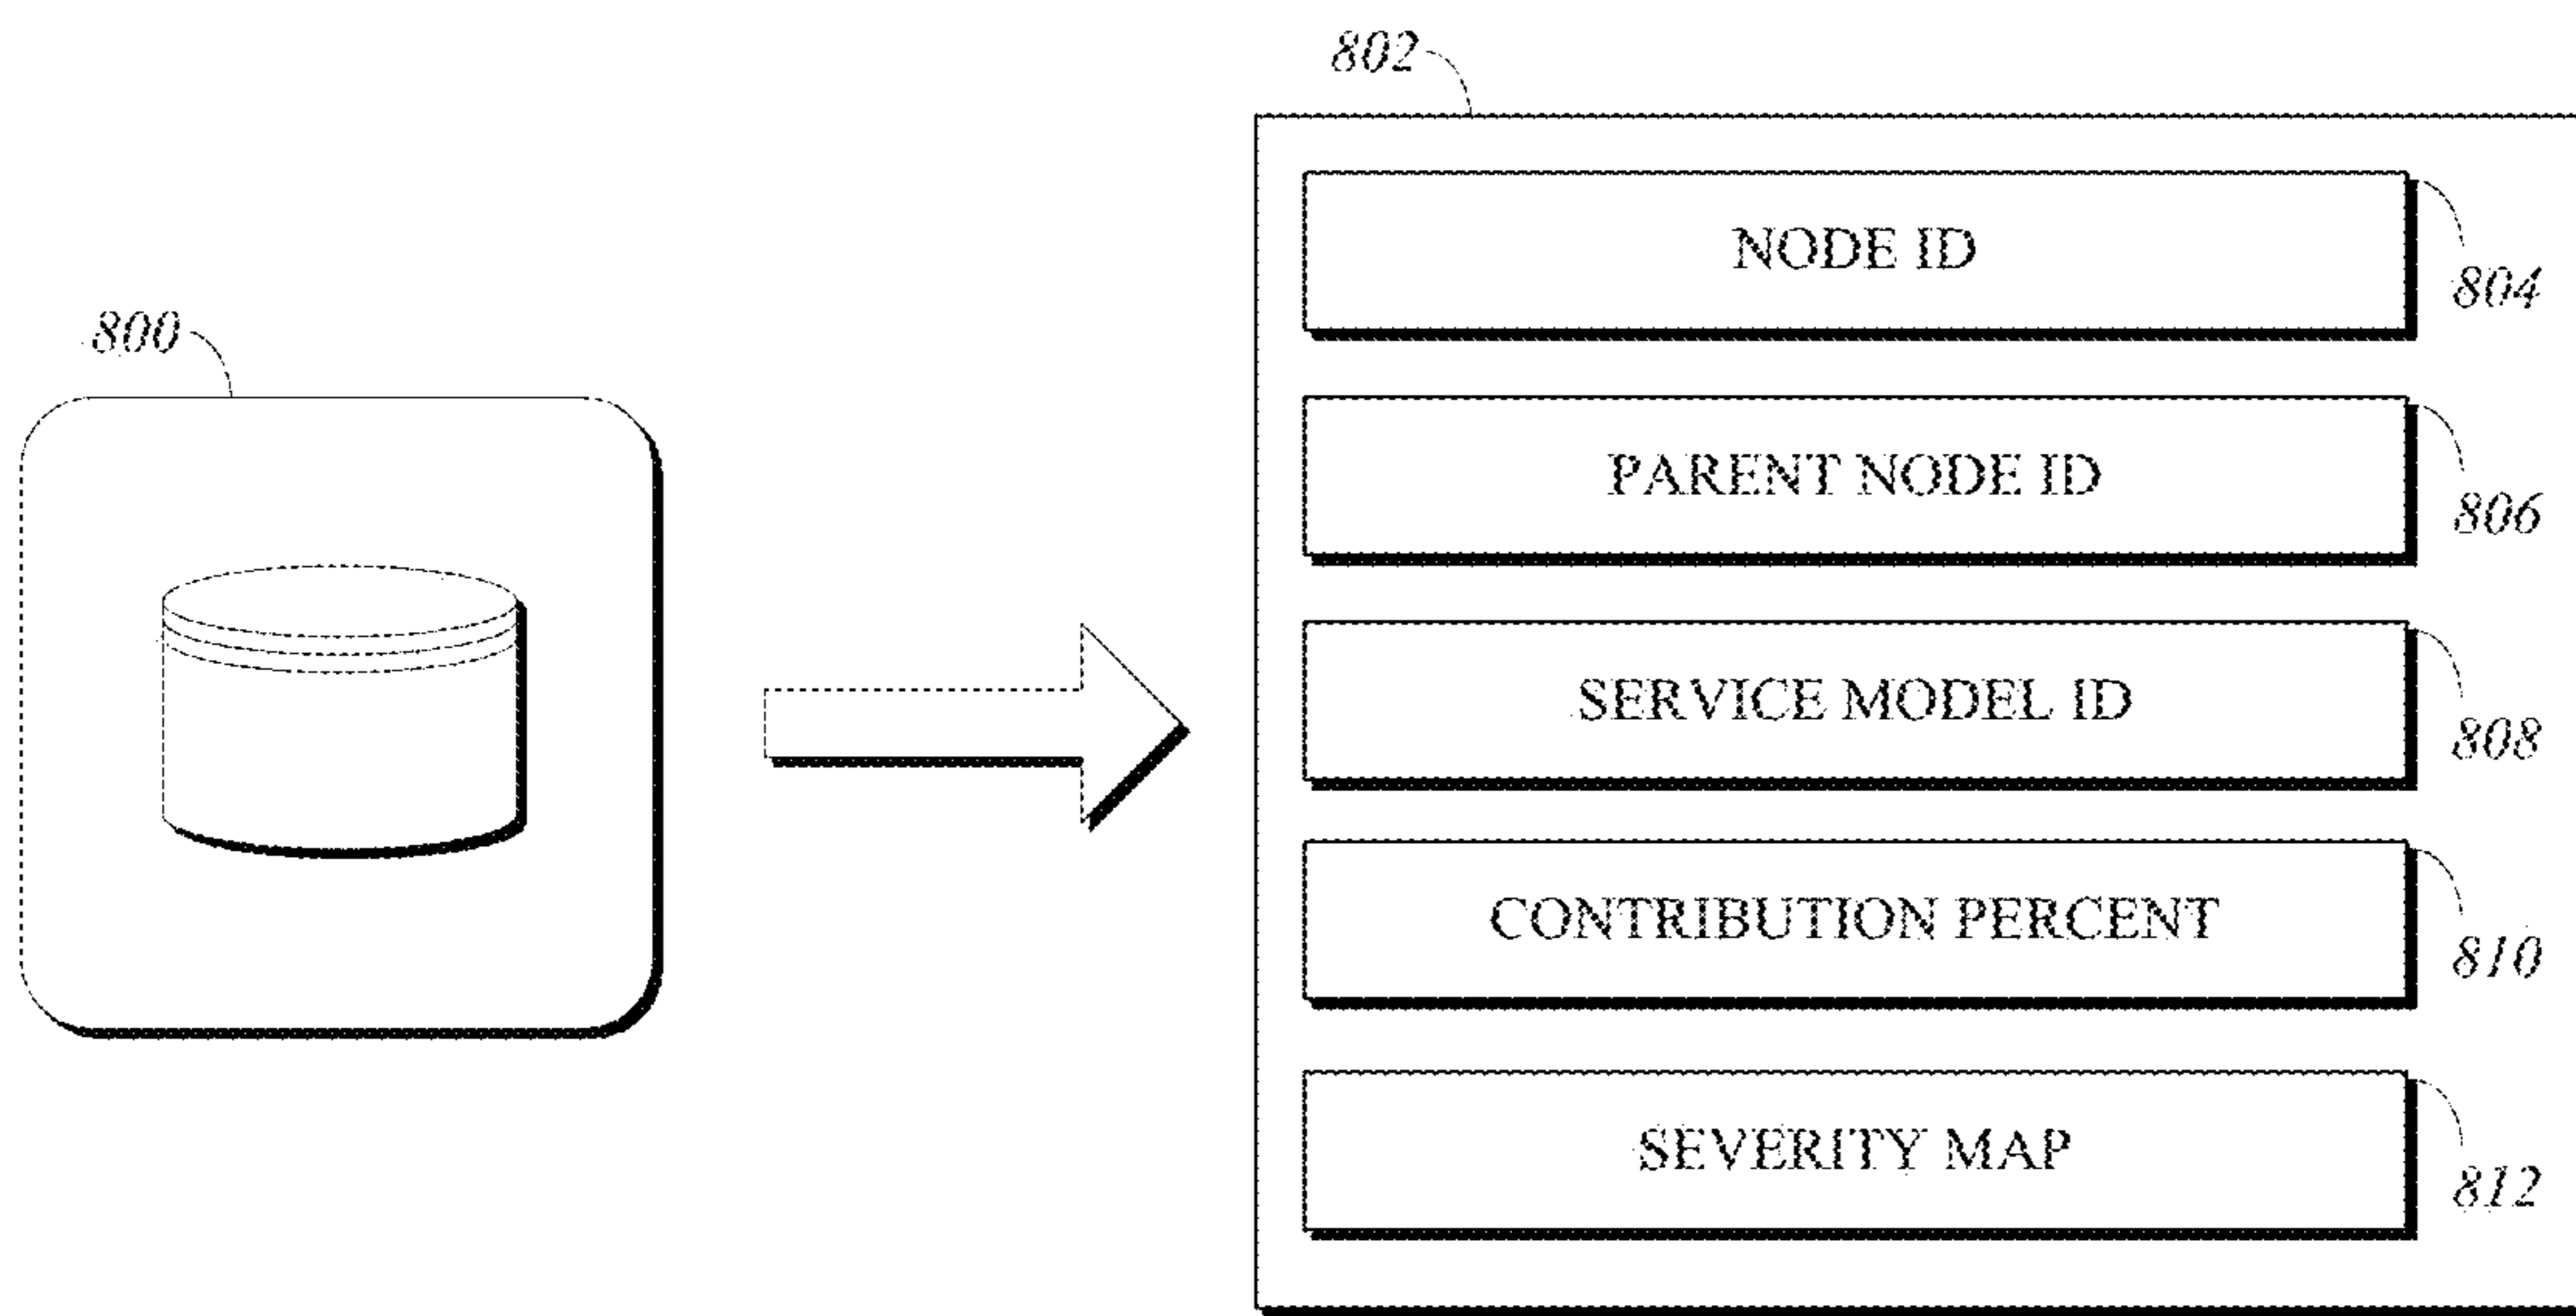 802
NODE ID
804
800
PARENT NODE ID
806
SERVICE MODEL ID
808
CONTRIBUTION PERCENT
810
SEVERITY MAP
812